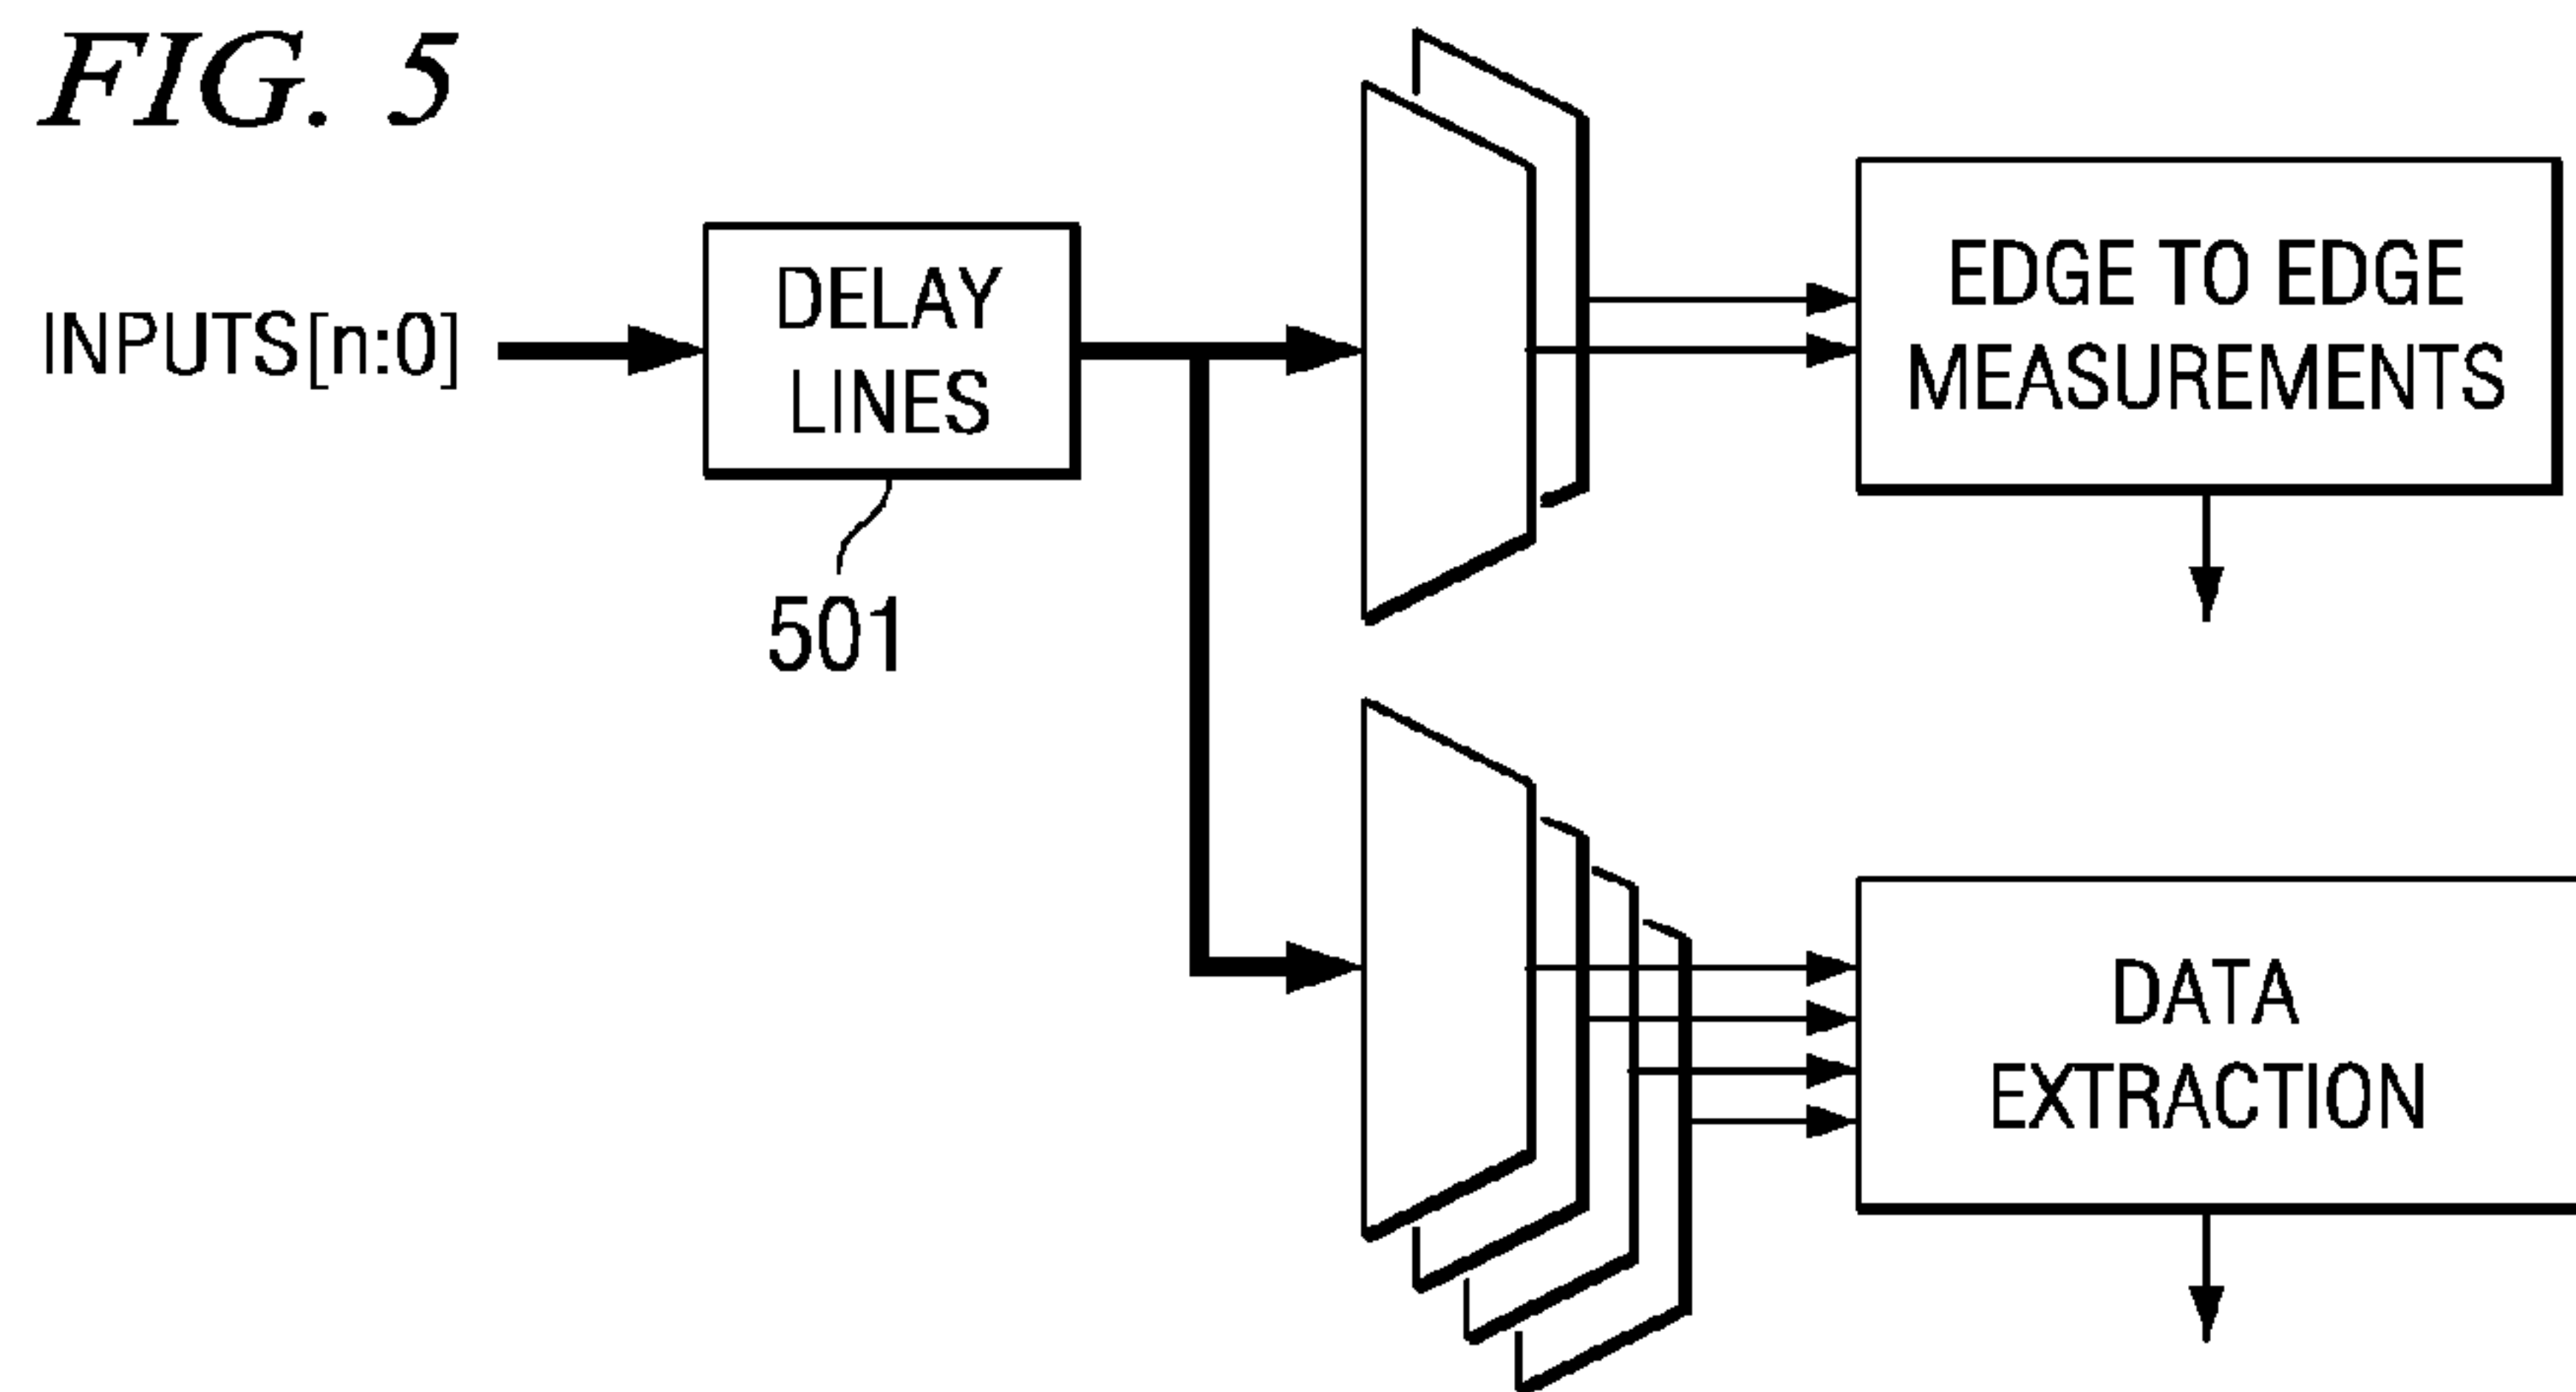 FIG. 5
INPUTS[n:0]
DELAY
LINES
501
EDGE TO EDGE
MEASUREMENTS
DATA
EXTRACTION